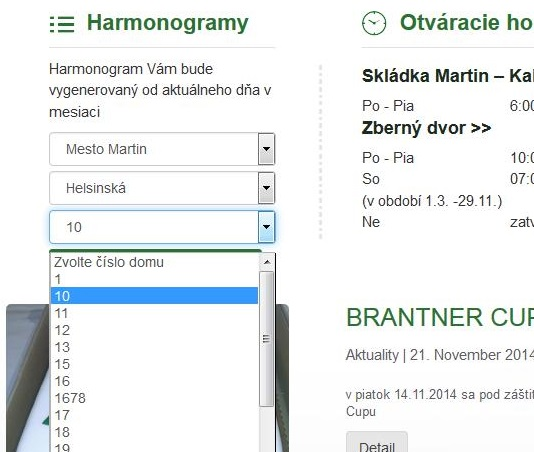 Harmonogramy
Harmonogram Vám bude
vygenerovaný od aktuálneho dňa v
mesiaci
Mesto Martin
Helsinská
10
Zvolte číslo domu
1
10
11
12
13
15
16
1678
17
18
19
Otváracie ho
Skládka Martin – Kal
Po - Pia 6:00
Zberný dvor >>
Po - Pia 10:0
So 07:0
(v období 1.3. -29.11.)
Ne zatv
BRANTNER CUP
Aktuality | 21. November 2014
v piatok 14.11.2014 sa pod zášti
Cupu
Detail